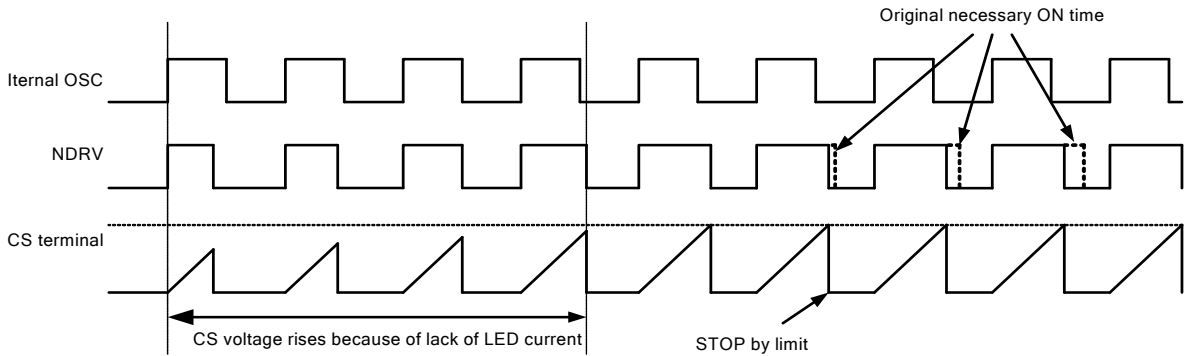 Original necessary ON time
Iternal OSC
NDRV
CS terminal
CS voltage rises because of lack of LED current
STOP by limit